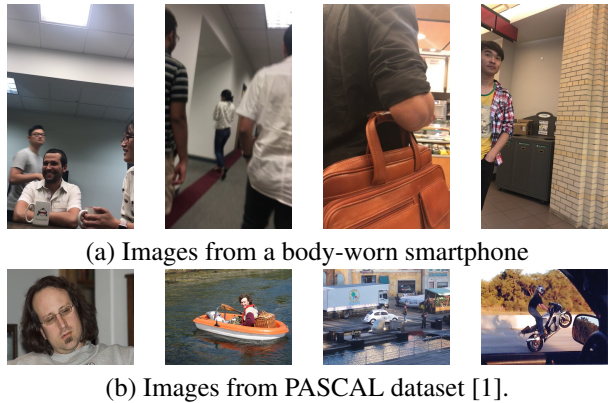 (a) Images from a body-worn smartphone
(b) Images from PASCAL dataset [1].